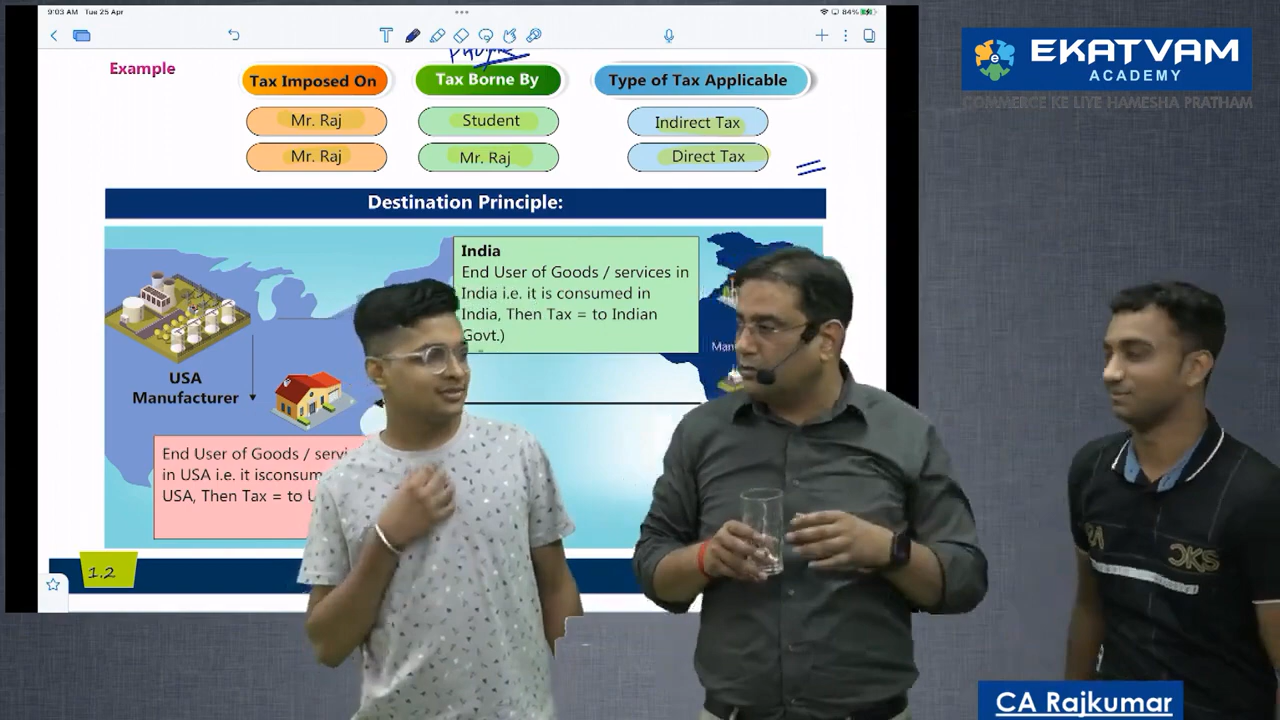 9:03 AM Tue 25 Apr
84%
EKATVAM
ACADEMY
COMMERCE KE LIYE HAMESHA PRATHAM
Example
Tax Imposed On
Tax Borne By
Type of Tax Applicable
Mr. Raj
Student
Indirect Tax
Mr. Raj
Mr. Raj
Direct Tax
Destination Principle:
India
End User of Goods / services in
India i.e. it is consumed in
India, Then Tax = to Indian
Govt.)
USA
Manufacturer
End User of Goods /
in USA i.e. it
USA, Then Tax = to
1.2
CKS
CA Rajkumar